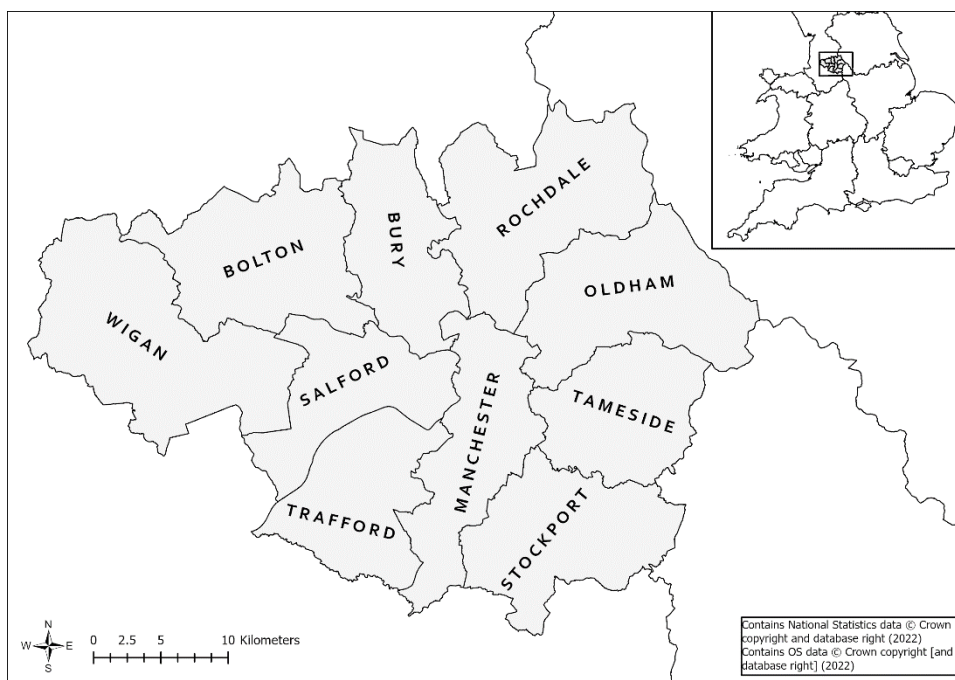 ROCHDALE
BURY
BOLTON
OLDHAM
WIGAN
SALFORD
MANCHESTER
TAMESIDE
TRAFFORD
STOCKPORT
N
W E
S
0 2.5 5 10 Kilometers
Contains National Statistics data © Crown
copyright and database right (2022)
Contains OS data © Crown copyright [and
database right] (2022)